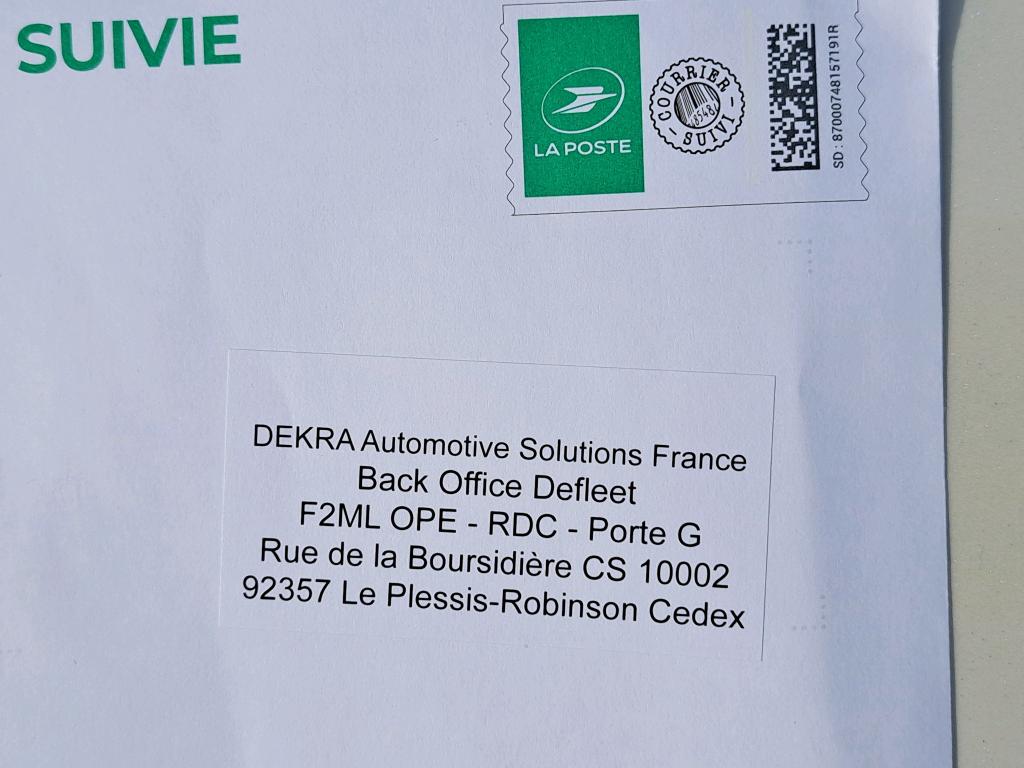 SUIVIE
LA POSTE
COURRIER
SUIVI
SD : 87000748157191R
DEKRA Automotive Solutions France
Back Office Defleet
F2ML OPE - RDC - Porte G
Rue de la Boursidière CS 10002
92357 Le Plessis-Robinson Cedex